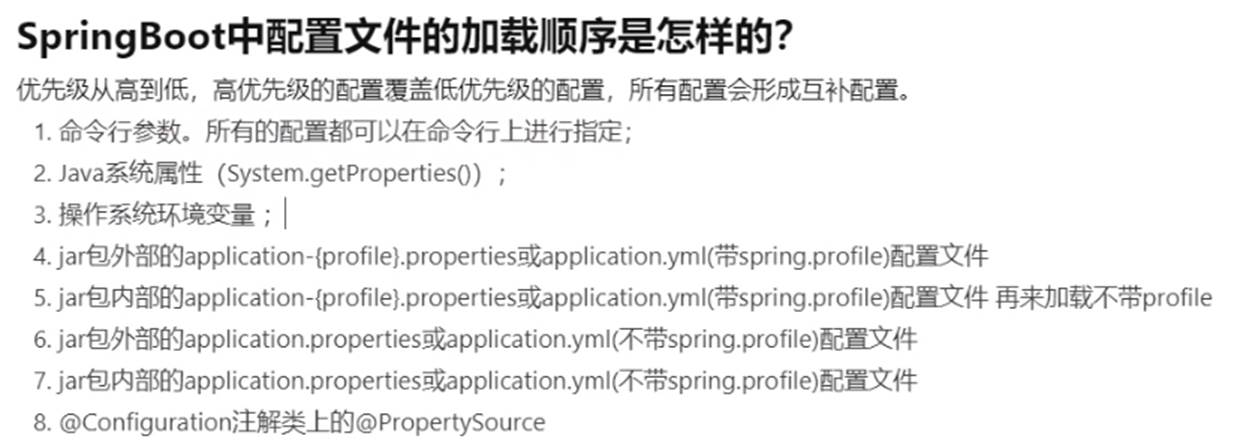 SpringBoot中配置文件的加载顺序是怎样的？
优先级从高到低，高优先级的配置覆盖低优先级的配置，所有配置会形成互补配置。
1. 命令行参数。所有的配置都可以在命令行上进行指定；
2. Java系统属性（System.getProperties()）；
3. 操作系统环境变量 ；
4. jar包外部的application-{profile}.properties或application.yml(带spring.profile)配置文件
5. jar包内部的application-{profile}.properties或application.yml(带spring.profile)配置文件 再来加载不带profile
6. jar包外部的application.properties或application.yml(不带spring.profile)配置文件
7. jar包内部的application.properties或application.yml(不带spring.profile)配置文件
8. @Configuration注解类上的@PropertySource